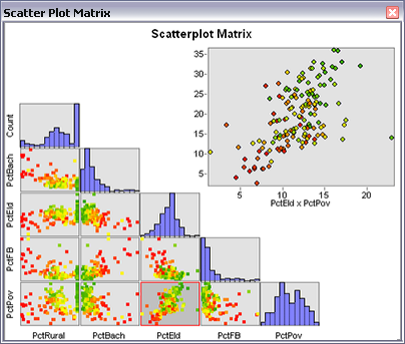 Scatter Plot Matrix
Scatterplot Matrix
35
30
25
20
15
10
5
5
10
15
20
PctEld x PctPov
Count
PctBach
PctEld
PctFB
PctPov
PctRural
PctBach
PctEld
PctFB
PctPov